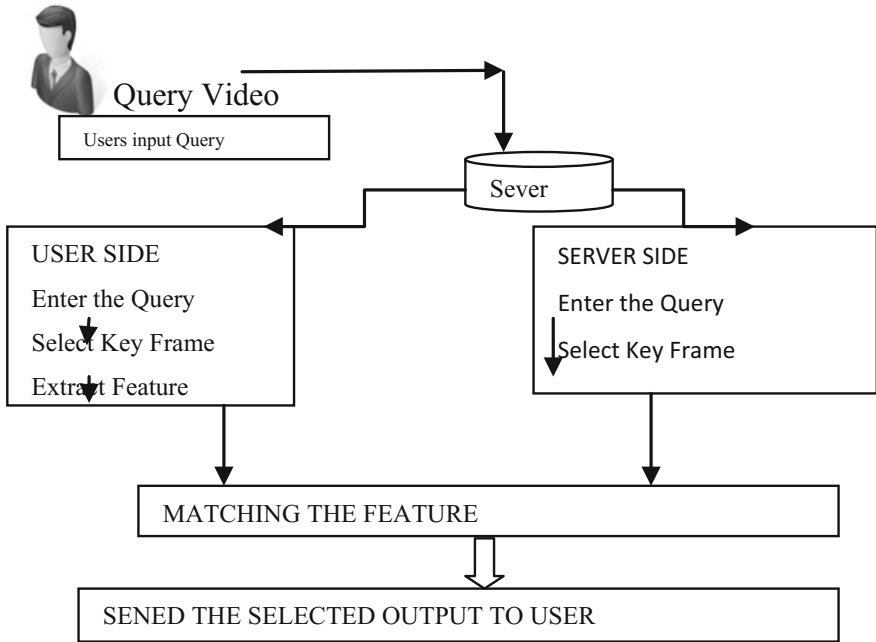 Query Video
Users input Query
Sever
USER SIDE
Enter the Query
Select Key Frame
Extract Feature
SERVER SIDE
Enter the Query
Select Key Frame
MATCHING THE FEATURE
SENED THE SELECTED OUTPUT TO USER